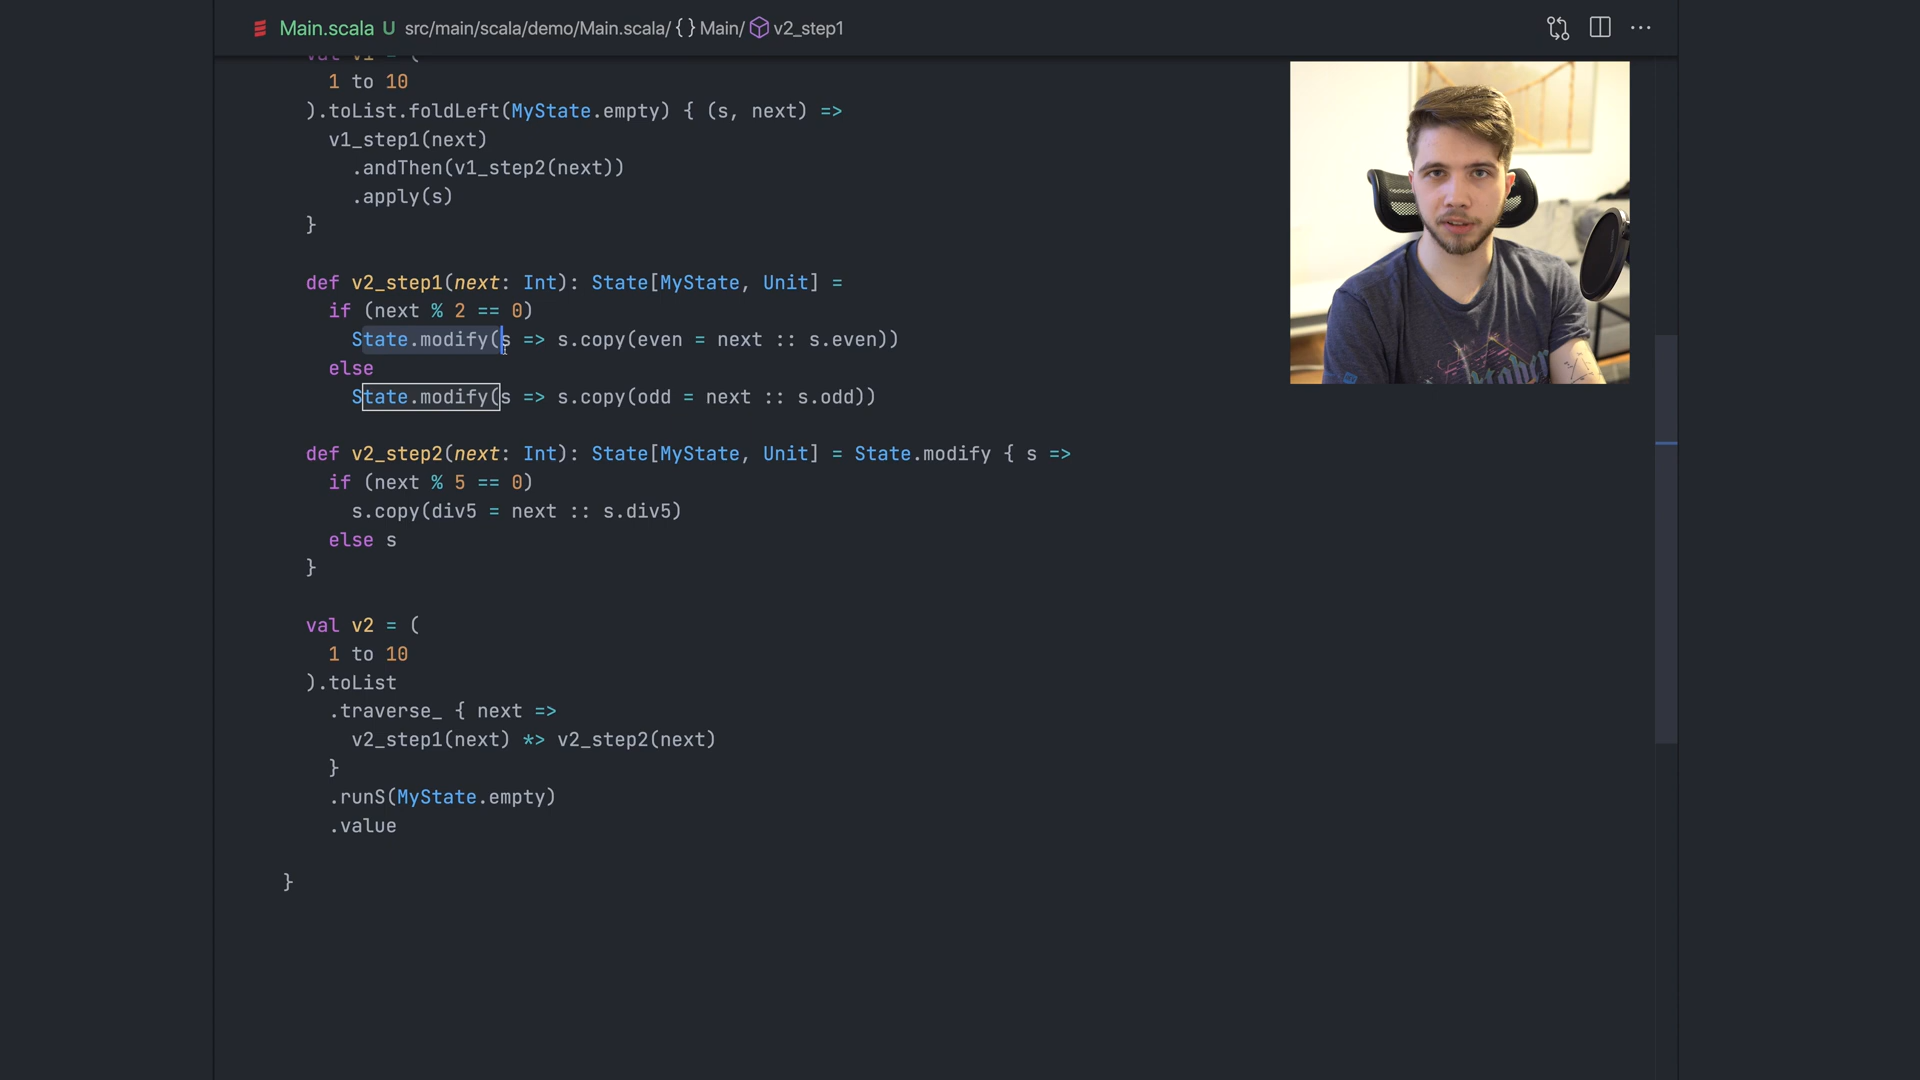 Main.scala U src/main/scala/demo/Main.scala/ {} Main/ v2_step1
val v1 = (
1 to 10
).toList.foldLeft(MyState.empty) { (s, next) =>
v1_step1(next)
.andThen(v1_step2(next))
.apply(s)
}
def v2_step1(next: Int): State[MyState, Unit] =
if (next % 2 == 0)
State.modify(s => s.copy(even = next :: s.even))
else
State.modify(s => s.copy(odd = next :: s.odd))
def v2_step2(next: Int): State[MyState, Unit] = State.modify { s =>
if (next % 5 == 0)
s.copy(div5 = next :: s.div5)
else s
}
val v2 = (
1 to 10
).toList
.traverse_ { next =>
v2_step1(next) *> v2_step2(next)
}
.runS(MyState.empty)
.value
}